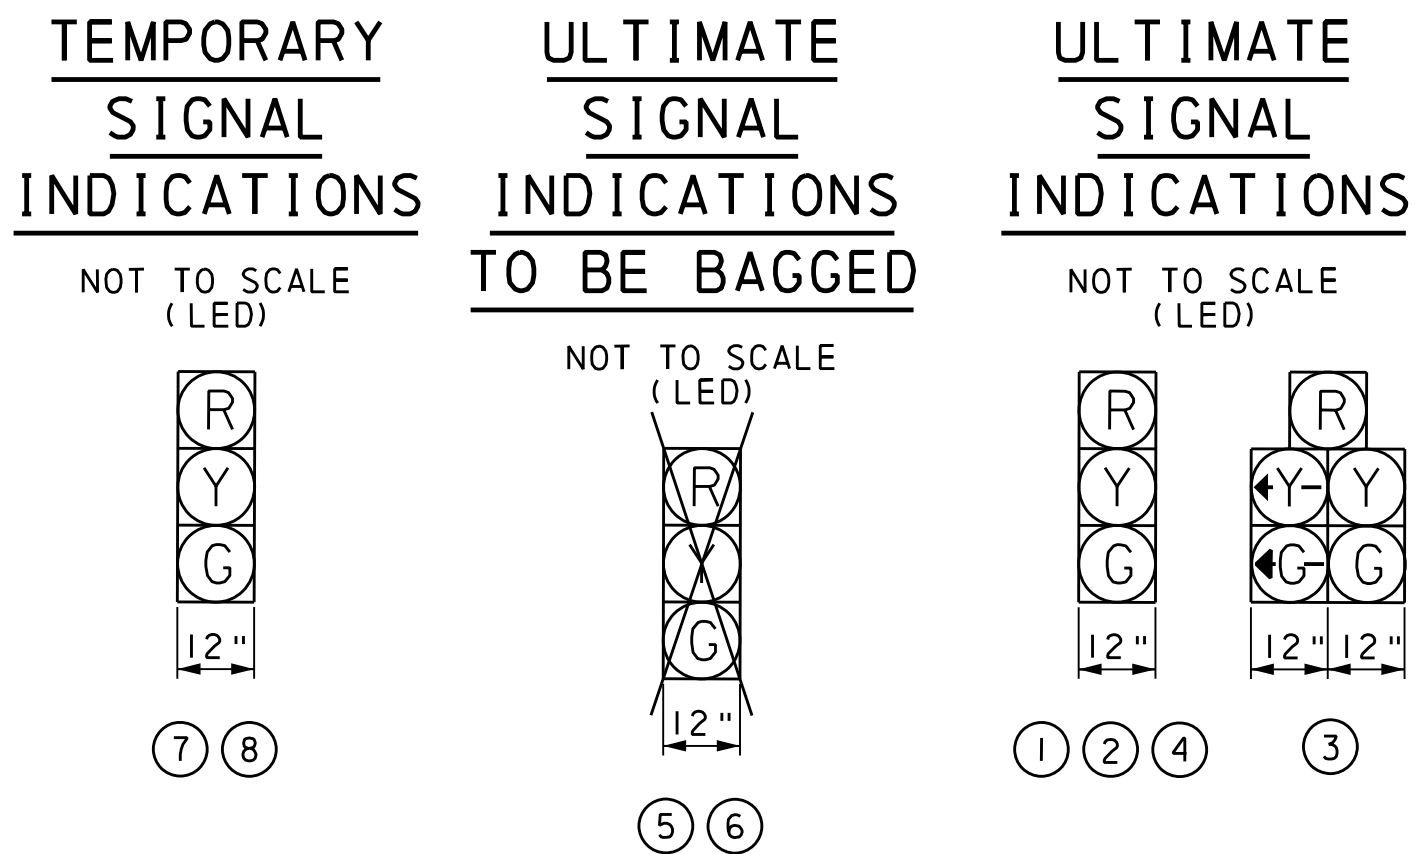 TEMPORARY
SIGNAL
INDICATIONS
NOT TO SCALE
(LED)
R
Y
G
12"
7 8
ULTIMATE
SIGNAL
INDICATIONS
TO BE BAGGED
NOT TO SCALE
(LED)
R
Y
G
12"
5 6
ULTIMATE
SIGNAL
INDICATIONS
NOT TO SCALE
(LED)
R
Y
G
12"
1 2 4
R
Y Y
G G
12" 12"
3